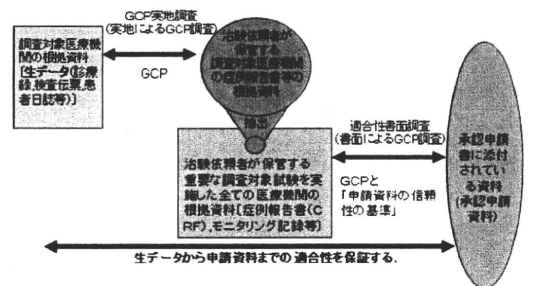 GCP実地調査
(実地によるGCP調査)
GCP
調査対象医療機
関の根拠資料
[生データ(診療
録,検査伝票,患
者日誌等)]
治験依頼者が
保管する
調査対象医療機関
の症例報告書等の
根拠資料
抽出
治験依頼者が保管する
重要な調査対象試験を実
施した全ての医療機関の
根拠資料[症例報告書(C
RF),モニタリング記録等]
適合性書面調査
(書面によるGCP調査)
GCPと
「申請資料の信頼
性の基準」
承認申請
書に添付
されてい
る資料
(承認申請
資料)
生データから申請資料までの適合性を保証する.